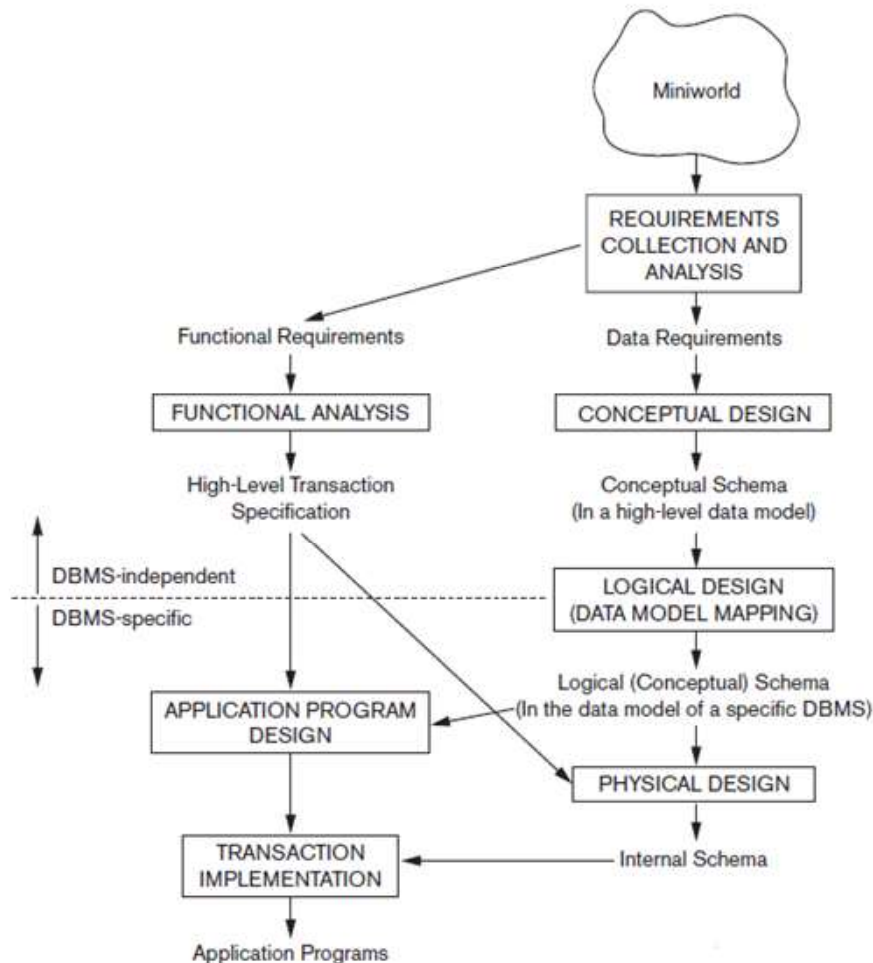 Miniworld
REQUIREMENTS
COLLECTION AND
ANALYSIS
Functional Requirements
Data Requirements
FUNCTIONAL ANALYSIS
CONCEPTUAL DESIGN
High-Level Transaction
Specification
Conceptual Schema
(In a high-level data model)
DBMS-independent
DBMS-specific
LOGICAL DESIGN
(DATA MODEL MAPPING)
Logical (Conceptual) Schema
(In the data model of a specific DBMS)
APPLICATION PROGRAM
DESIGN
PHYSICAL DESIGN
TRANSACTION
IMPLEMENTATION
Internal Schema
Application Programs